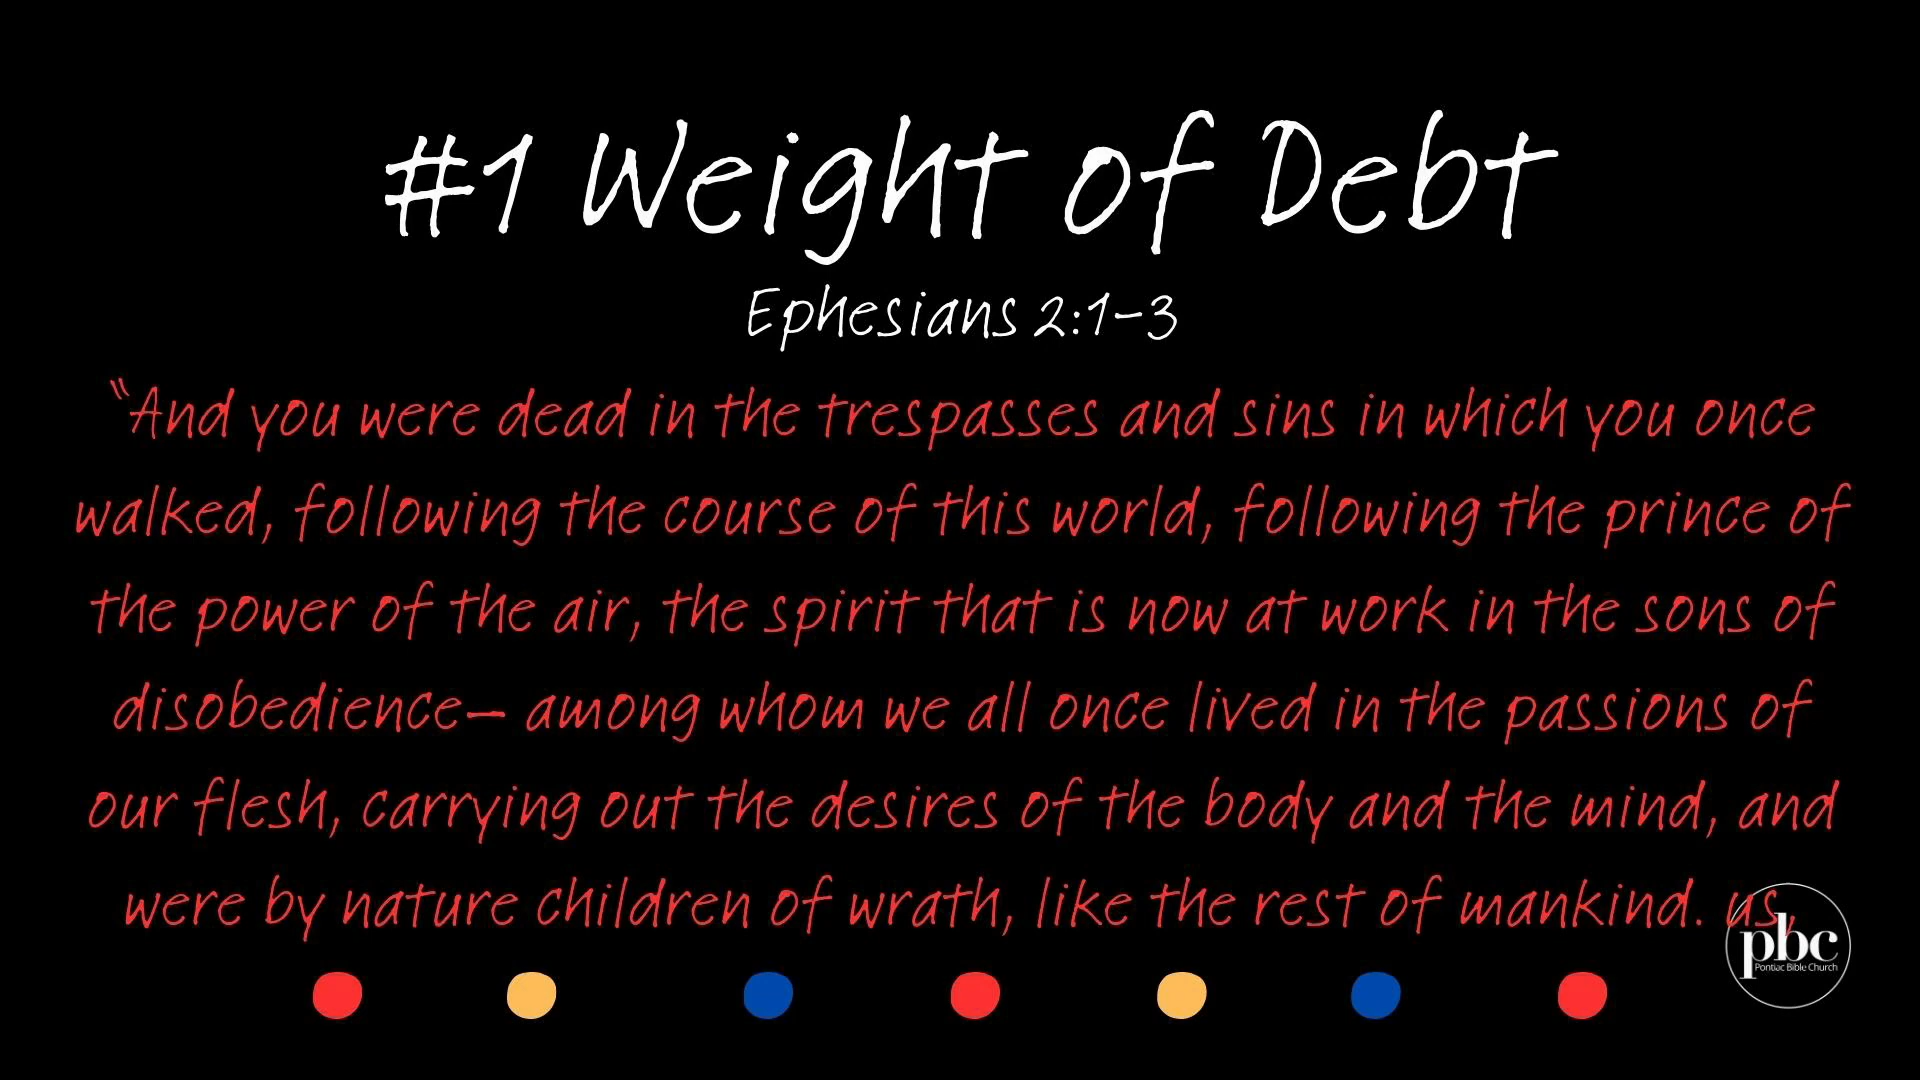 #1 Weight of Debt
Ephesians 2:1-3
"And you were dead in the trespasses and sins in which you once
walked, following the course of this world, following the prince of
the power of the air, the spirit that is now at work in the sons of
disobedience— among whom we all once lived in the passions of
our flesh, carrying out the desires of the body and the mind, and
were by nature children of wrath, like the rest of mankind. us,
pbc
Pontiac Bible Church